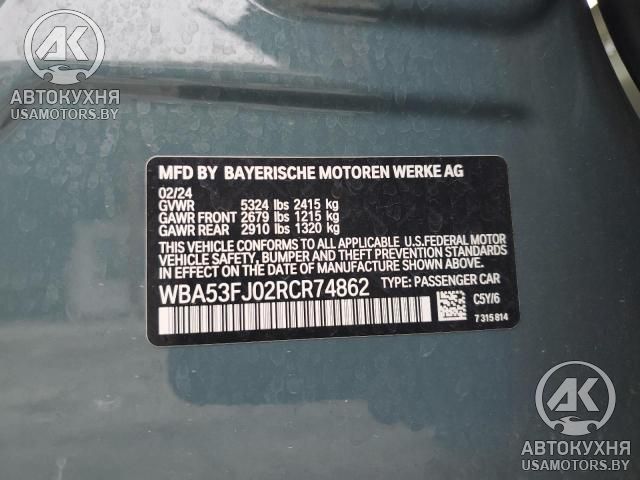 АК
АВТОКУХНЯ
USAMOTORS.BY
MFD BY BAYERISCHE MOTOREN WERKE AG
02/24
GVWR 5324 lbs 2415 kg
GAWR FRONT 2679 lbs 1215 kg
GAWR REAR 2910 lbs 1320 kg
THIS VEHICLE CONFORMS TO ALL APPLICABLE U.S.FEDERAL MOTOR
VEHICLE SAFETY, BUMPER, AND THEFT PREVENTION STANDARDS
IN EFFECT ON THE DATE OF MANUFACTURE SHOWN ABOVE.
WBA53FJ02RCR74862 TYPE: PASSENGER CAR
C5Y/6
7 315 814
АК
АВТОКУХНЯ
USAMOTORS.BY